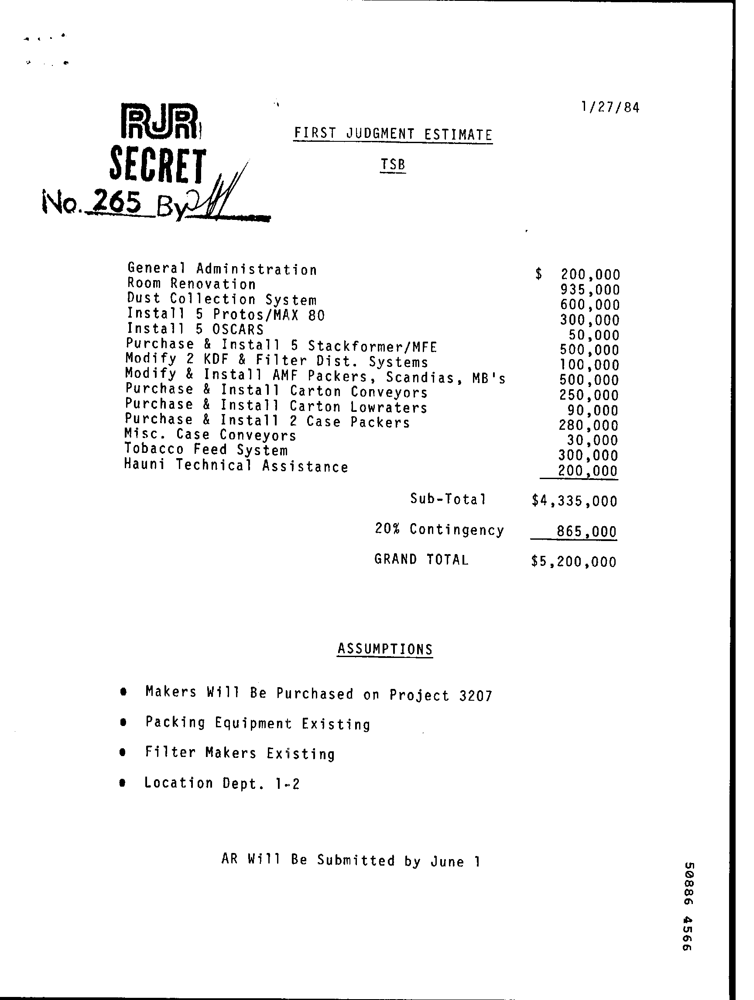 1/27/84
RJR
SECRET
No. 265 By
FIRST JUDGMENT ESTIMATE
TSB
General Administration $ 200,000
Room Renovation 935,000
Dust Collection System 600,000
Install 5 Protos/MAX 80 300,000
Install 5 OSCARS 50,000
Purchase & Install 5 Stackformer/MFE 500,000
Modify 2 KDF & Filter Dist. Systems 100,000
Modify & Install AMF Packers, Scandias, MB's 500,000
Purchase & Install Carton Conveyors 250,000
Purchase & Install Carton Lowraters 90,000
Purchase & Install 2 Case Packers 280,000
Misc. Case Conveyors 30,000
Tobacco Feed System 300,000
Hauni Technical Assistance 200,000
Sub-Total $4,335,000
20% Contingency 865,000
GRAND TOTAL $5,200,000
ASSUMPTIONS
• Makers Will Be Purchased on Project 3207
• Packing Equipment Existing
• Filter Makers Existing
• Location Dept. 1-2
AR Will Be Submitted by June 1
50886 4566